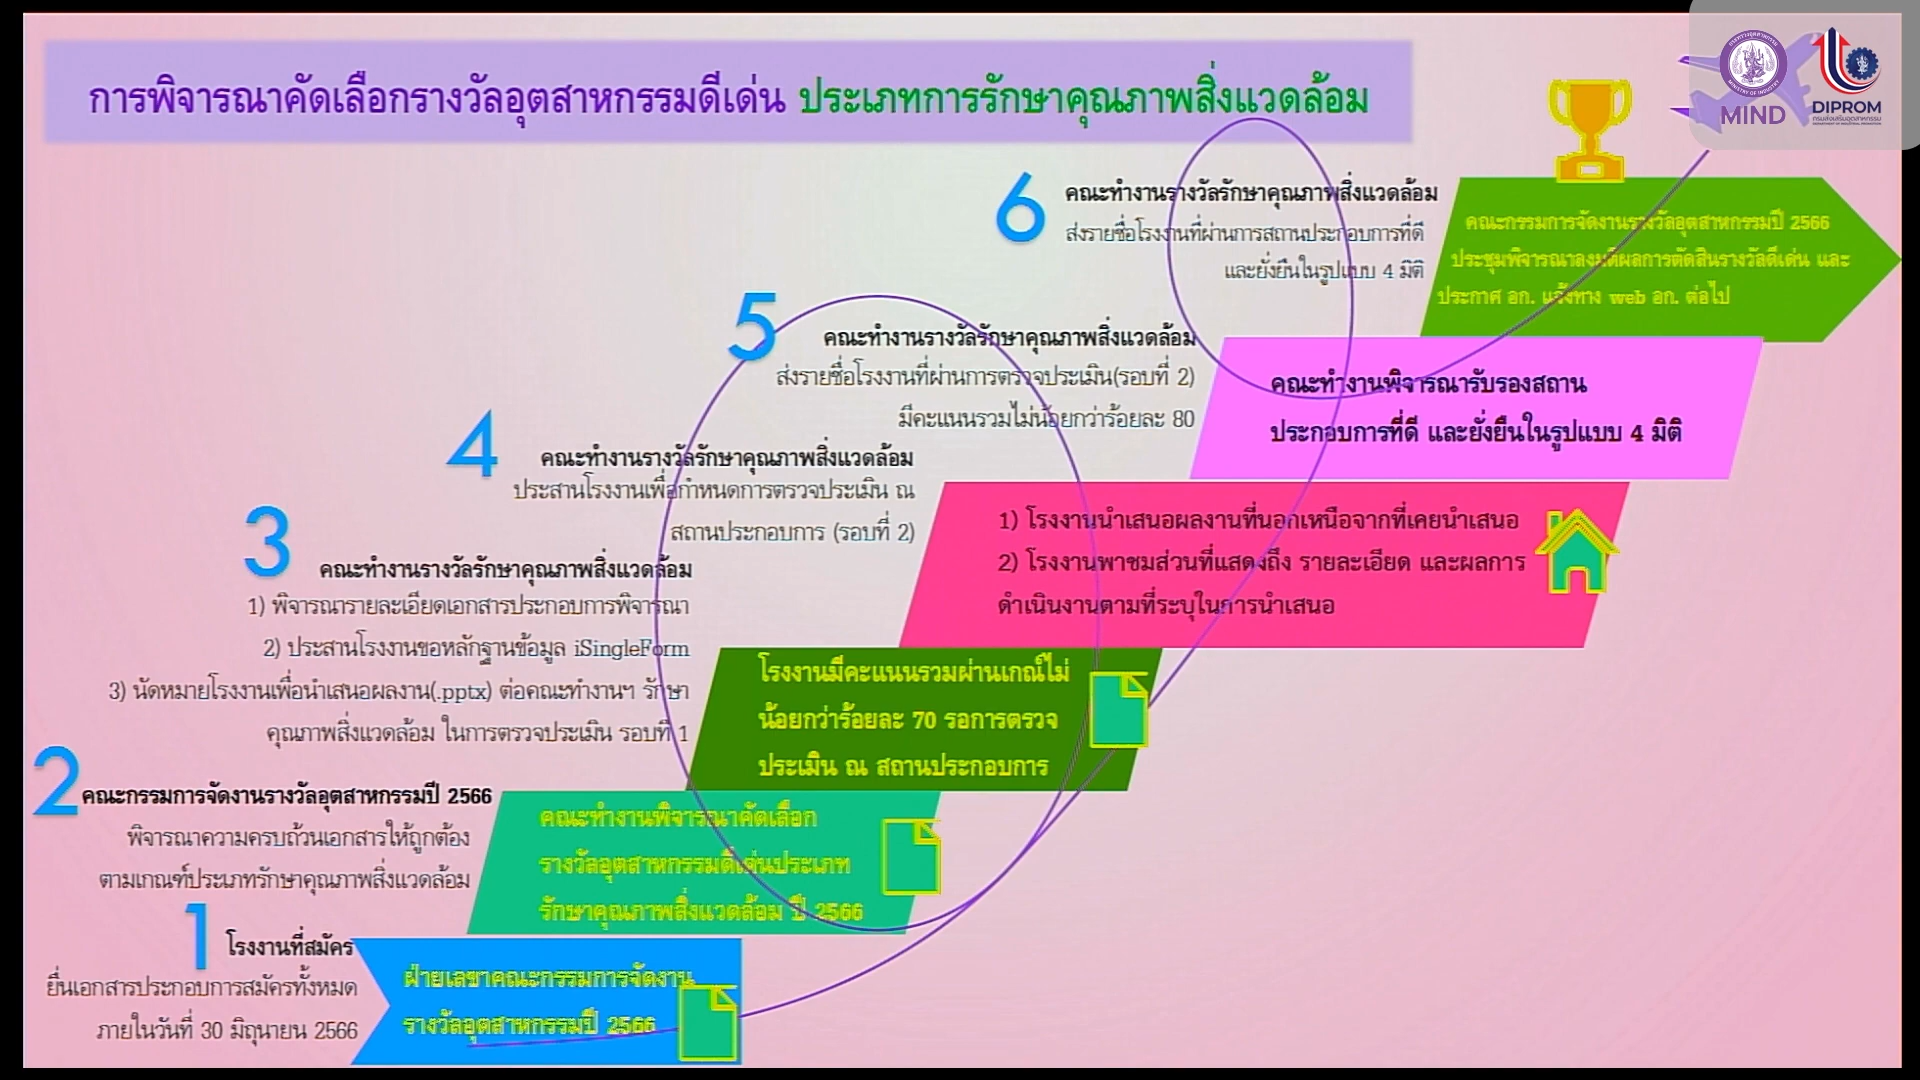 การพิจารณาคัดเลือกรางวัลอุตสาหกรรมดีเด่น ประเภทการรักษาคุณภาพสิ่งแวดล้อม
MIND
DIPROM
กรมส่งเสริมอุตสาหกรรม
6
คณะทำงานรางวัลรักษาคุณภาพสิ่งแวดล้อม
ส่งรายชื่อโรงงานที่ผ่านการสถานประกอบการที่ดี
และยั่งยืนในรูปแบบ 4 มิติ
คณะกรรมการจัดงานรางวัลอุตสาหกรรมปี 2566
ประชุมพิจารณาลงมติผลการตัดสินรางวัลดีเด่น และ
ประกาศ อก. แจ้งทาง web อก. ต่อไป
5
คณะทำงานรางวัลรักษาคุณภาพสิ่งแวดล้อม
ส่งรายชื่อโรงงานที่ผ่านการตรวจประเมิน(รอบที่ 2)
มีคะแนนรวมไม่น้อยกว่าร้อยละ 80
คณะทำงานพิจารณารับรองสถาน
ประกอบการที่ดี และยั่งยืนในรูปแบบ 4 มิติ
4
คณะทำงานรางวัลรักษาคุณภาพสิ่งแวดล้อม
ประสานโรงงานเพื่อกำหนดการตรวจประเมิน ณ
สถานประกอบการ (รอบที่ 2)
1) โรงงานนำเสนอผลงานที่นอกเหนือจากที่เคยนำเสนอ
2) โรงงานพาชมส่วนที่แสดงถึง รายละเอียด และผลการ
ดำเนินงานตามที่ระบุในการนำเสนอ
3
คณะทำงานรางวัลรักษาคุณภาพสิ่งแวดล้อม
1) พิจารณารายละเอียดเอกสารประกอบการพิจารณา
2) ประสานโรงงานขอหลักฐานข้อมูล iSingleForm
3) นัดหมายโรงงานเพื่อนำเสนอผลงาน(.pptx) ต่อคณะทำงานฯ รักษา
คุณภาพสิ่งแวดล้อม ในการตรวจประเมิน รอบที่ 1
โรงงานมีคะแนนรวมผ่านเกณ์ไม่
น้อยกว่าร้อยละ 70 รอการตรวจ
ประเมิน ณ สถานประกอบการ
2
คณะกรรมการจัดงานรางวัลอุตสาหกรรมปี 2566
พิจารณาความครบถ้วนเอกสารให้ถูกต้อง
ตามเกณฑ์ประเภทรักษาคุณภาพสิ่งแวดล้อม
คณะทำงานพิจารณาคัดเลือก
รางวัลอุตสาหกรรมดีเด่นประเภท
รักษาคุณภาพสิ่งแวดล้อม ปี 2566
1
โรงงานที่สมัคร
ยื่นเอกสารประกอบการสมัครทั้งหมด
ภายในวันที่ 30 มิถุนายน 2566
ฝ่ายเลขาคณะกรรมการจัดงาน
รางวัลอุตสาหกรรมปี 2566